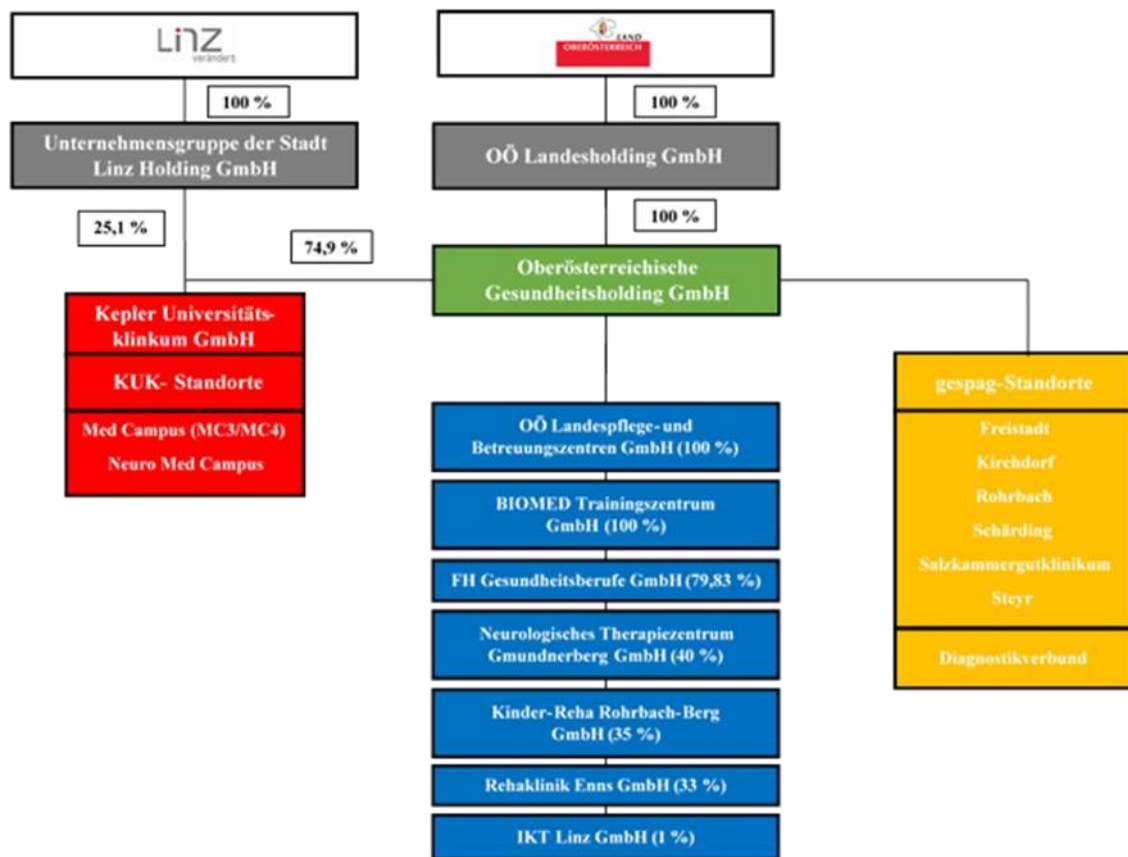 Linz
verändert
LAND
OBERÖSTERREICH
100 %
100 %
Unternehmensgruppe der Stadt
Linz Holding GmbH
OÖ Landesholding GmbH
25,1 %
100 %
74,9 %
Oberösterreichische
Gesundheitsholding GmbH
Kepler Universitäts-
klinkum GmbH
KUK- Standorte
Med Campus (MC3/MC4)
Neuro Med Campus
OÖ Landespflege- und
Betreuungszentren GmbH (100 %)
BIOMED Trainingszentrum
GmbH (100 %)
FH Gesundheitsberufe GmbH (79,83 %)
Neurologisches Therapiezentrum
Gmundnerberg GmbH (40 %)
Kinder-Reha Rohrbach-Berg
GmbH (35 %)
Rehaklinik Enns GmbH (33 %)
IKT Linz GmbH (1 %)
gespag-Standorte
Freistadt
Kirchdorf
Rohrbach
Schärding
Salzkammergutklinikum
Steyr
Diagnostikverbund